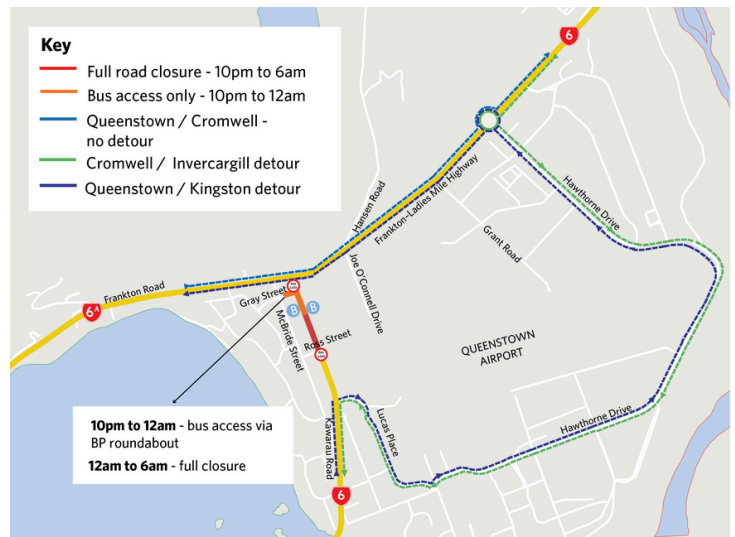 Key
Full road closure - 10pm to 6am
Bus access only - 10pm to 12am
Queenstown / Cromwell -
no detour
Cromwell / Invercargill detour
Queenstown / Kingston detour
6
Hansen Road
Frankton-Ladies Mile Highway
Hawthorne Drive
Grant Road
Joe O'Connell Drive
Frankton Road
6A
Gray Street
B
B
McBride Street
Ross Street
QUEENSTOWN
AIRPORT
10pm to 12am - bus access via
BP roundabout
12am to 6am - full closure
Kawarau Road
Lucas Place
Hawthorne Drive
6